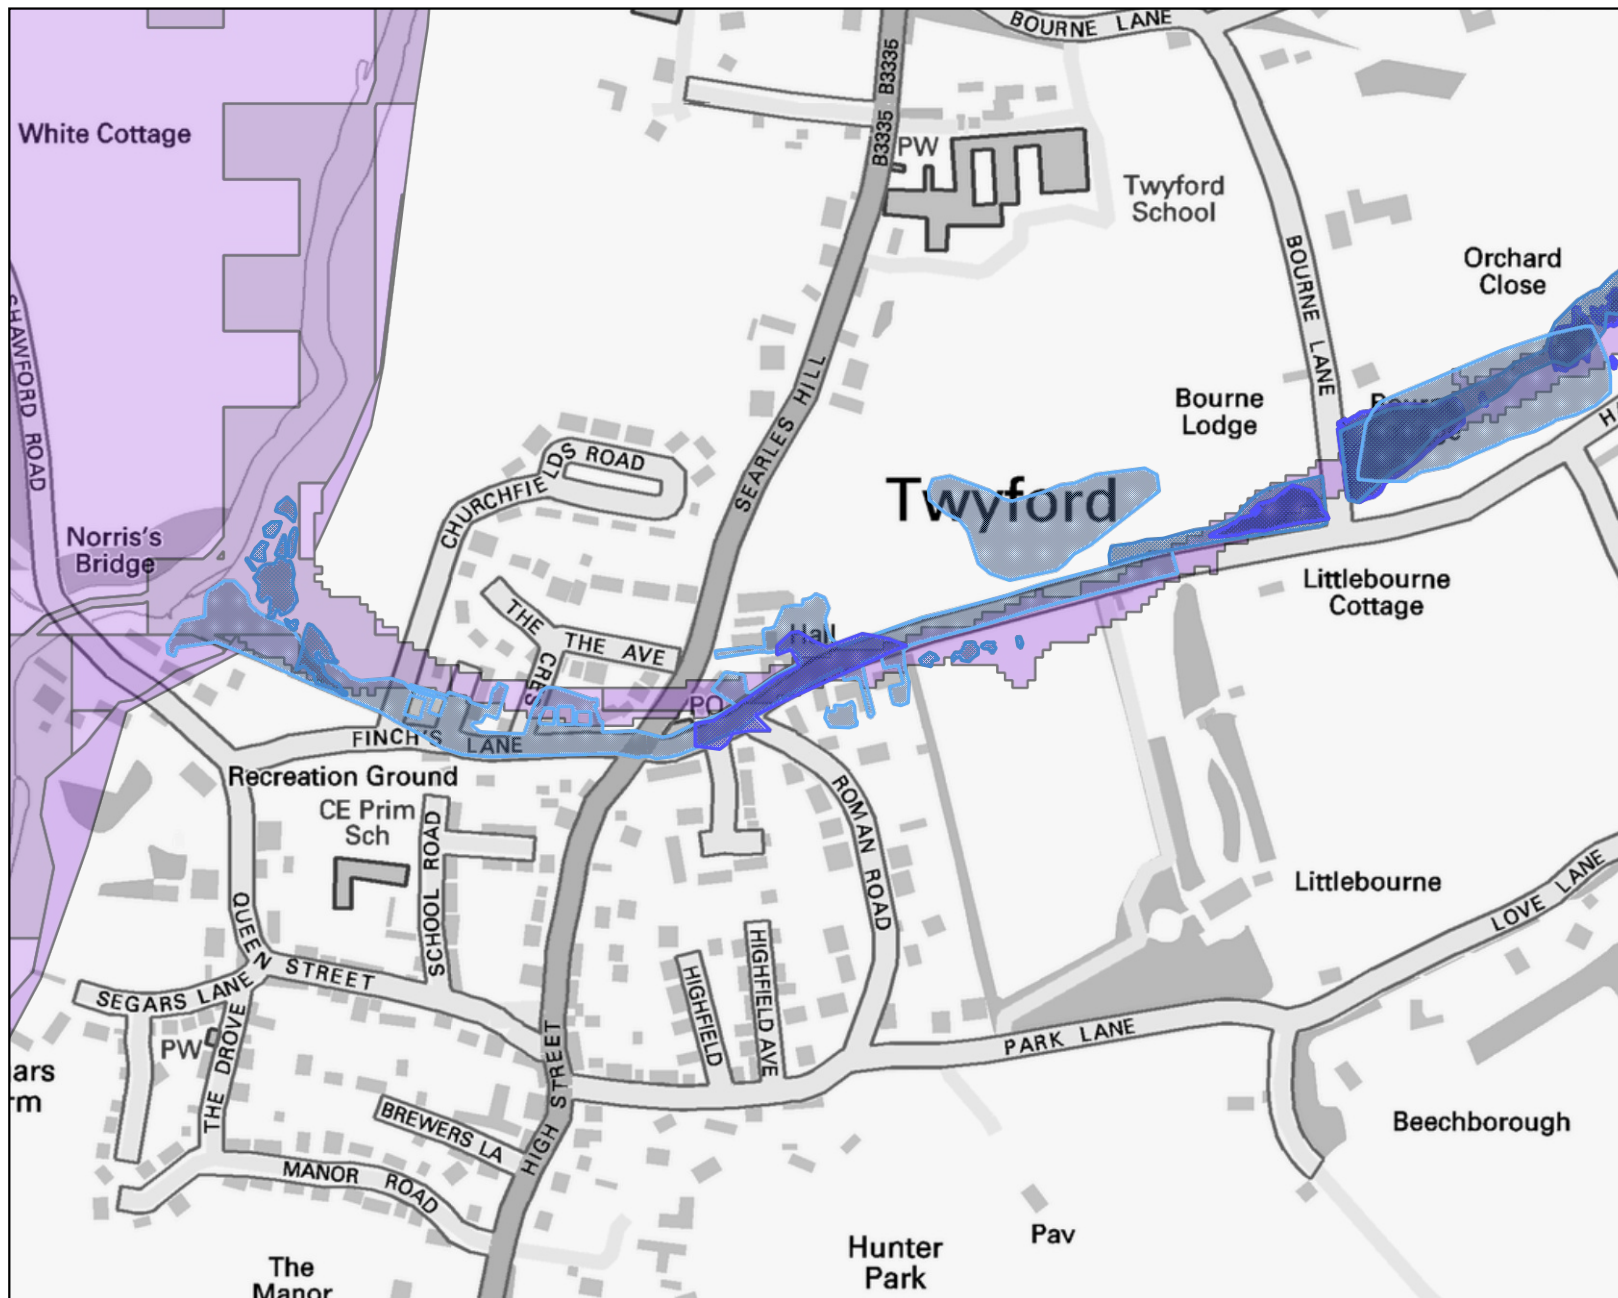 BOURNE LANE
B3335
B3335
White Cottage
PW
Twyford
School
BOURNE LANE
Orchard
Close
SHAWFORD ROAD
SEARLES HILL
Bourne
Lodge
CHURCHFIELDS ROAD
Twyford
Norris's
Bridge
Littlebourne
Cottage
THE CRES
THE AVE
Hall
PO
FINCH'S LANE
Recreation Ground
CE Prim
Sch
SCHOOL ROAD
ROMAN ROAD
Littlebourne
LOVE LANE
QUEEN STREET
SEGARS LANE
HIGHFIELD
HIGHFIELD AVE
PARK LANE
PW
THE DROVE
HIGH STREET
ars
rm
BREWERS LA
Beechborough
MANOR ROAD
Pav
Hunter
Park
The
Manor